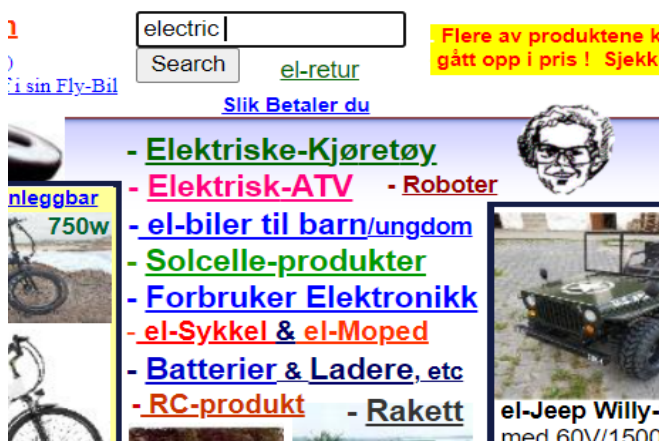 electric
Search
el-retur
Flere av produktene
gått opp i pris ! Sjekk
i sin Fly-Bil
Slik Betaler du
- Elektriske-Kjøretøy
- Elektrisk-ATV - Roboter
nleggbar
750w
- el-biler til barn/ungdom
- Solcelle-produkter
- Forbruker Elektronikk
- el-Sykkel & el-Moped
- Batterier & Ladere, etc
- RC-produkt - Rakett
el-Jeep Willy-
med 60V/1500